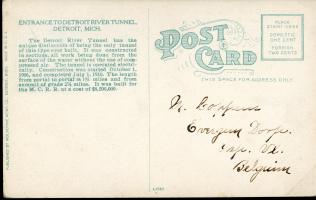 ENTRANCE TO DETROIT RIVER TUNNEL,
DETROIT, MICH.
The Detroit River Tunnel has the
unique distinction of being the only tunnel
of this type ever built. It was constructed
in sections, all work being done from the
surface of the water without the use of com-
pressed air. The tunnel is operated electric-
ally. Construction was started October 1,
1906, and completed July 1, 1910. The length
from portal to portal is 1½ miles and from
summit of grade 2¼ miles. It was built for
the M. C. R. R. at a cost of $8,500,000.
POST CARD
THIS SPACE FOR ADDRESS ONLY
PLACE
STAMP HERE
DOMESTIC
ONE CENT
FOREIGN
TWO CENTS
Evergem Doorp
Belgium